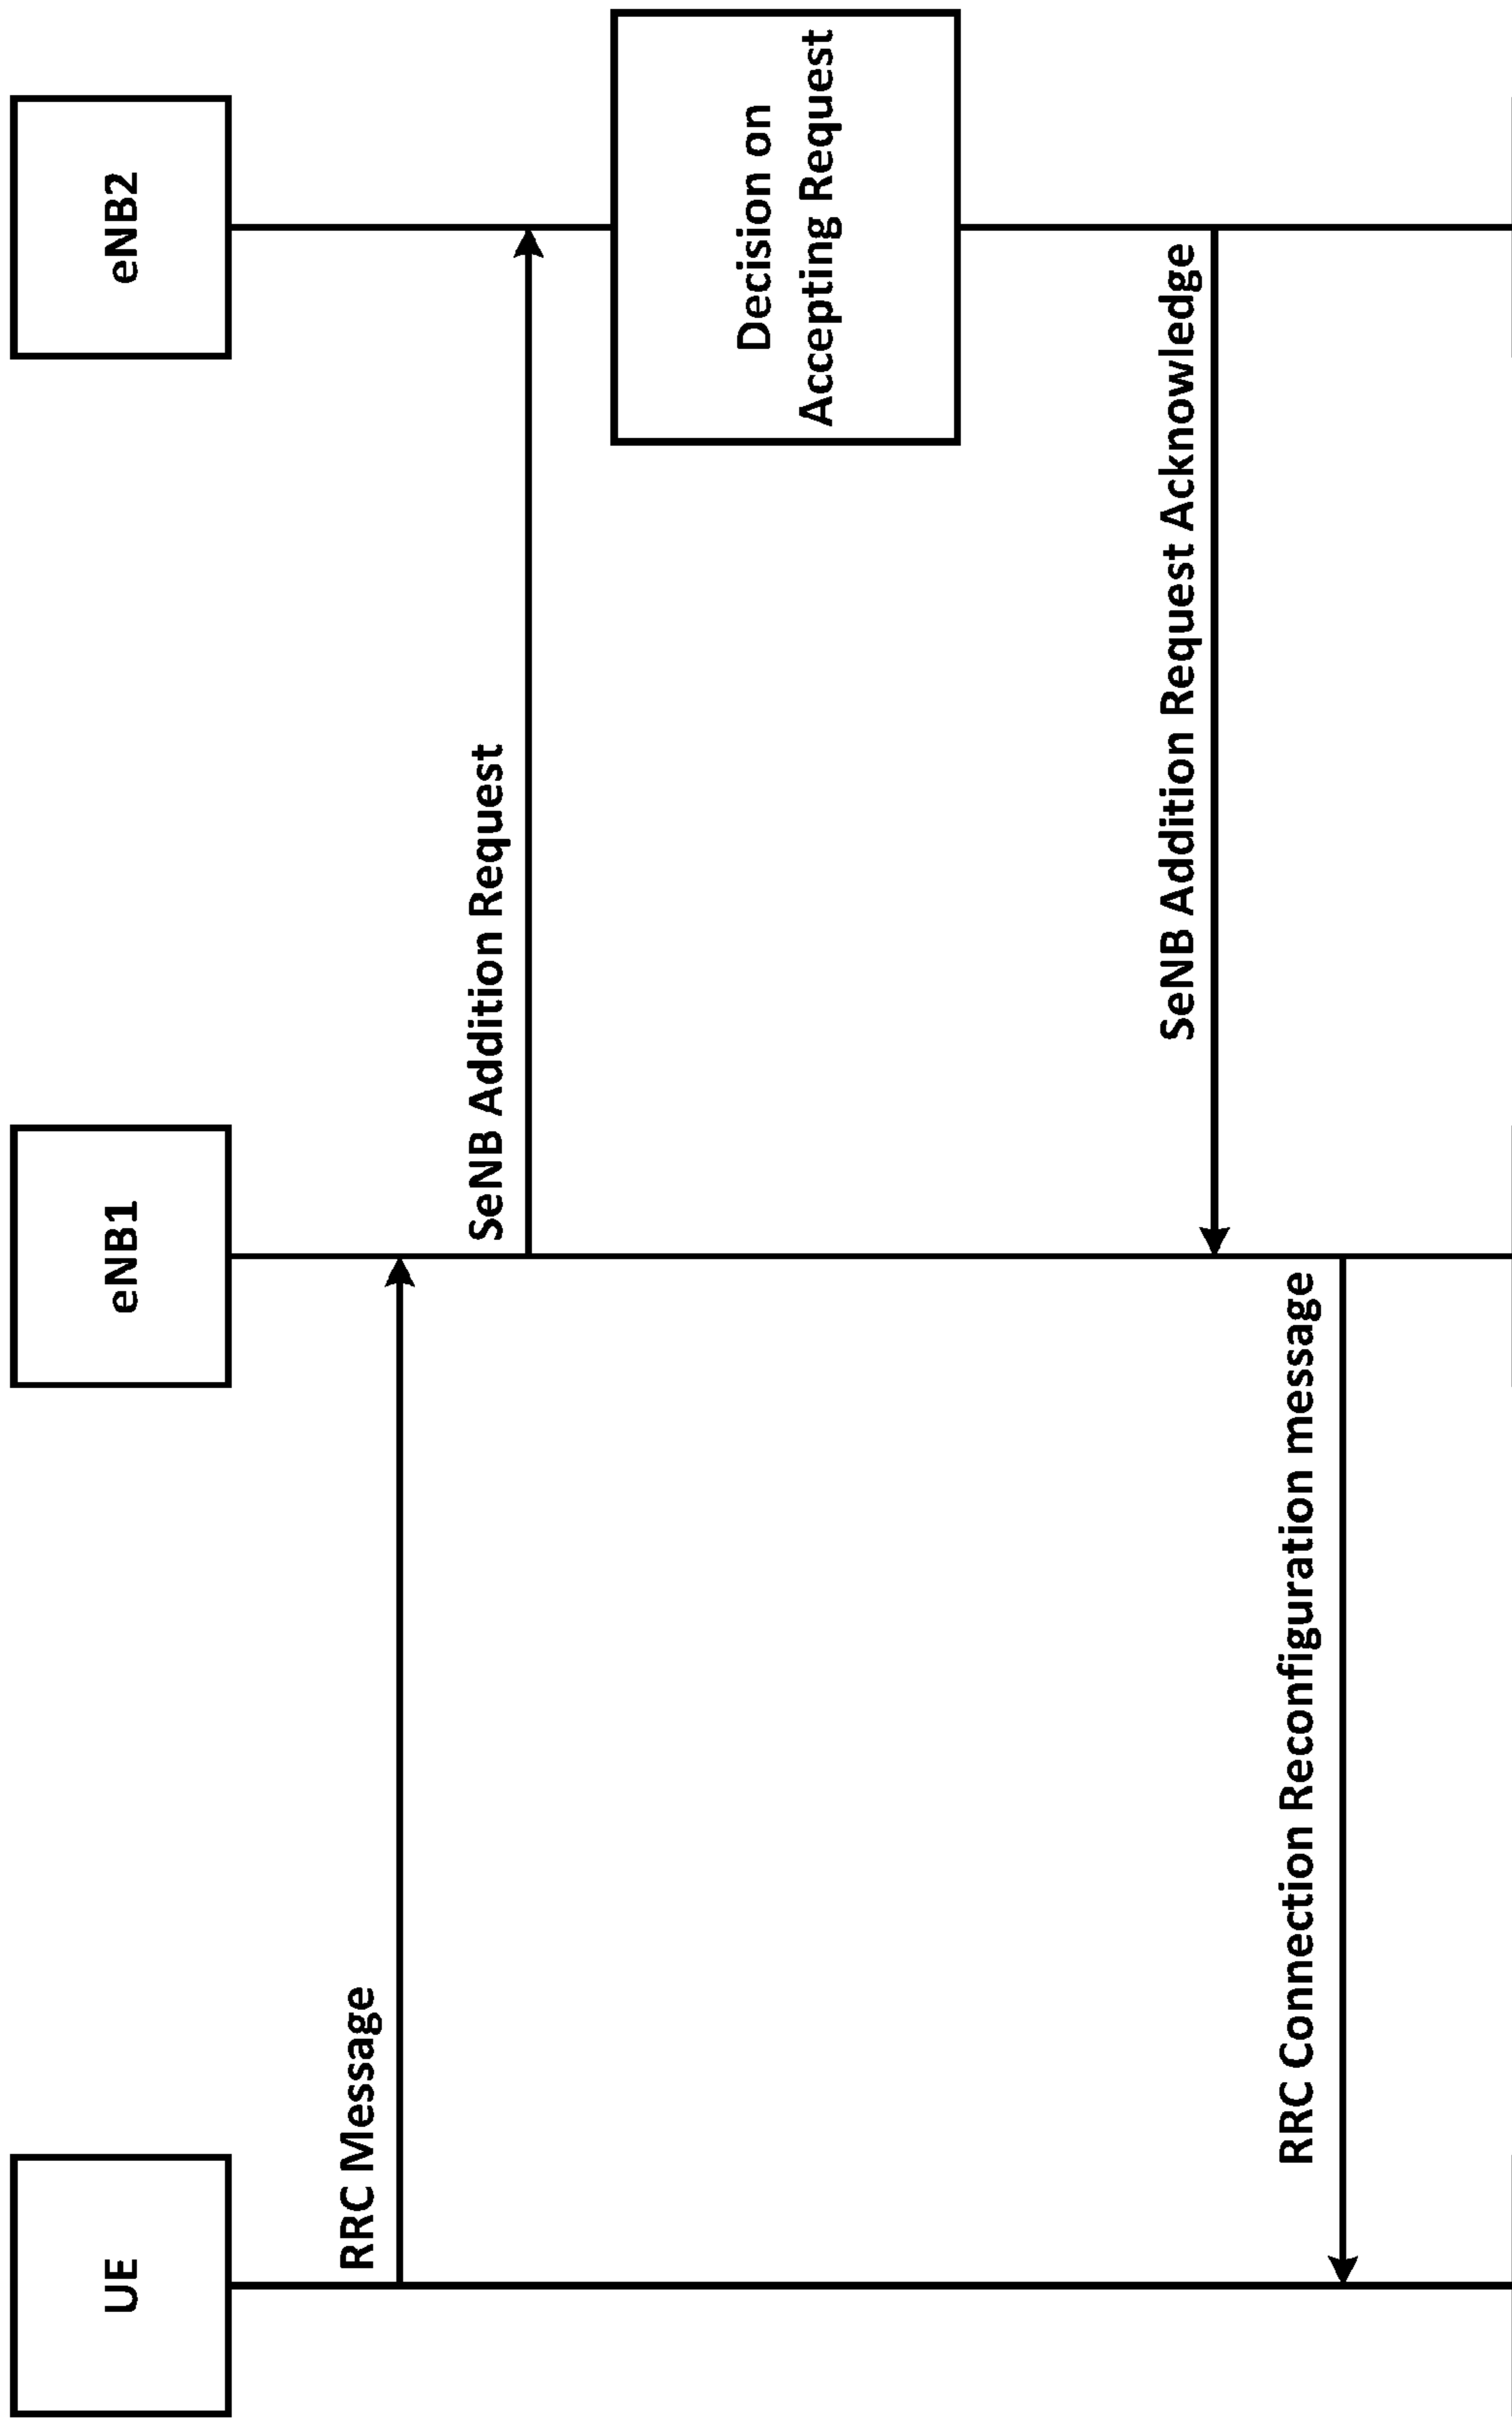 UE
eNB1
eNB2
RRC Message
SeNB Addition Request
Decision on
Accepting Request
SeNB Addition Request Acknowledge
RRC Connection Reconfiguration message